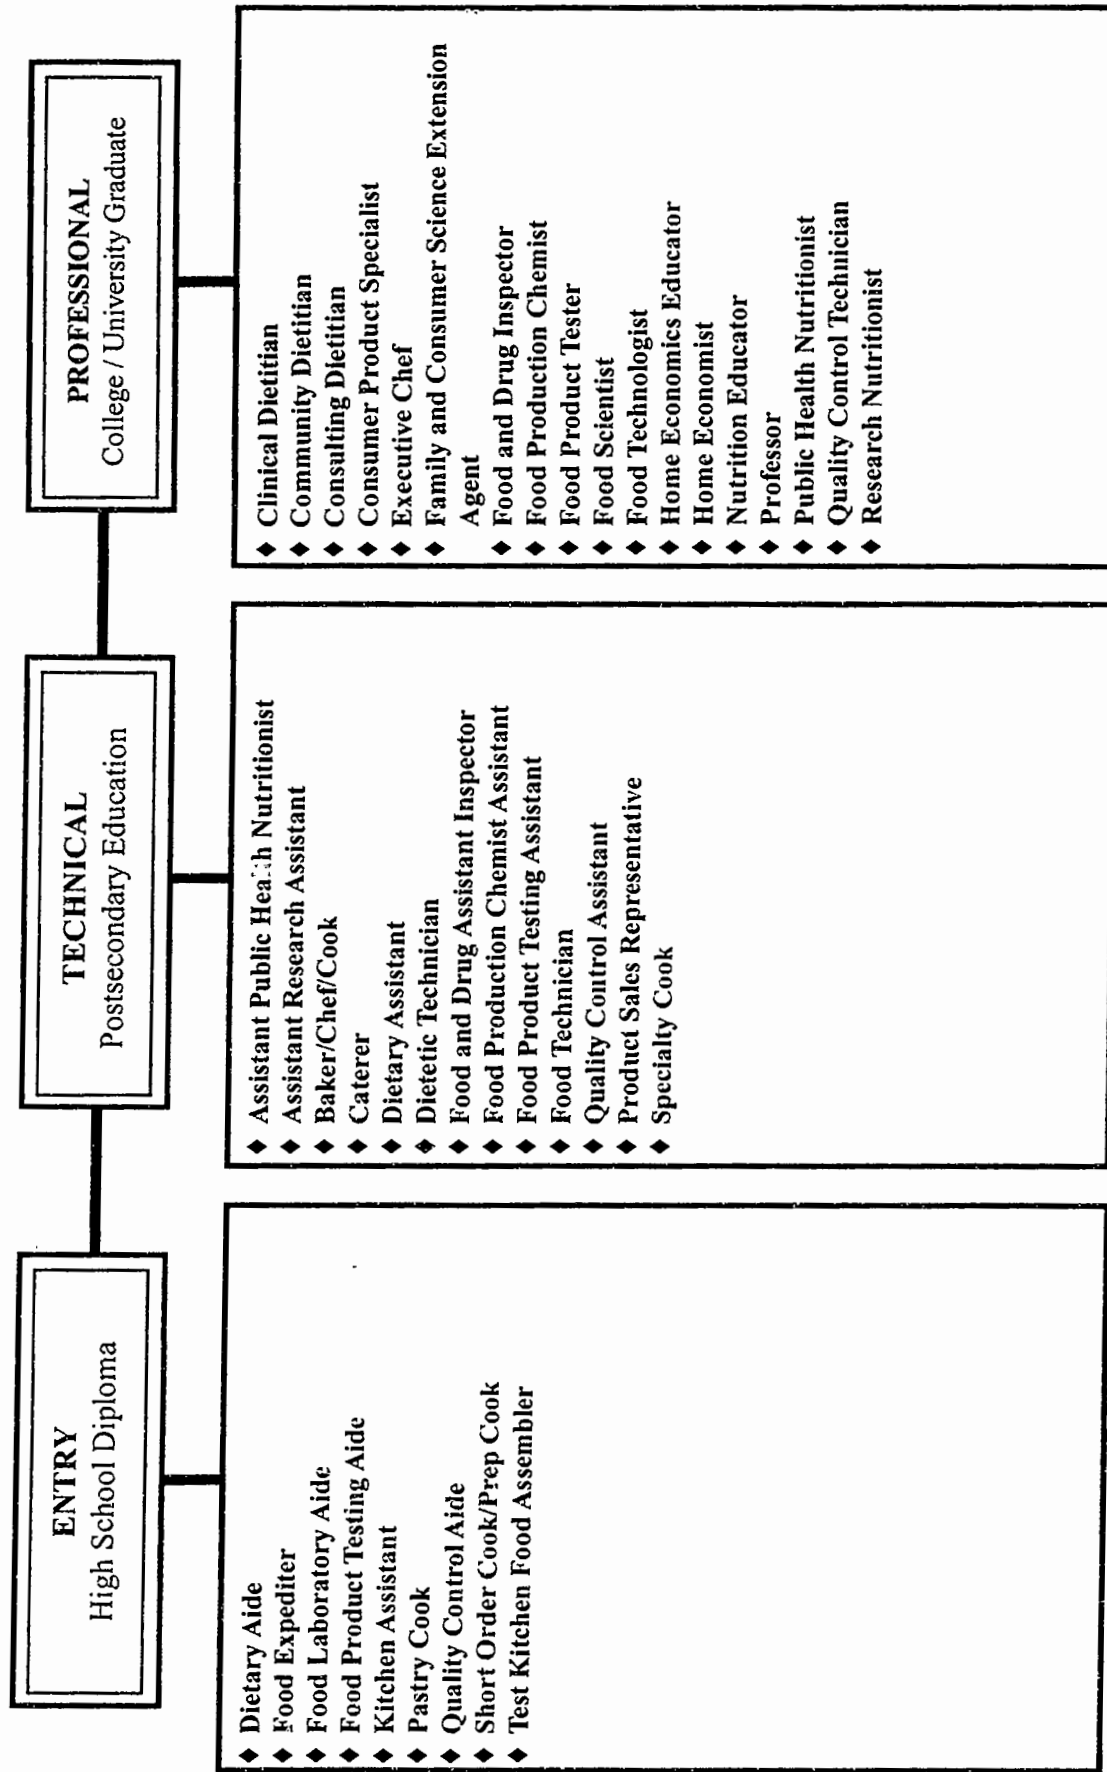 ENTRY
High School Diploma
♦ Dietary Aide
♦ Food Expediter
♦ Food Laboratory Aide
♦ Food Product Testing Aide
♦ Kitchen Assistant
♦ Pastry Cook
♦ Quality Control Aide
♦ Short Order Cook/Prep Cook
♦ Test Kitchen Food Assembler
TECHNICAL
Postsecondary Education
♦ Assistant Public Health Nutritionist
♦ Assistant Research Assistant
♦ Baker/Chef/Cook
♦ Caterer
♦ Dietary Assistant
♦ Dietetic Technician
♦ Food and Drug Assistant Inspector
♦ Food Production Chemist Assistant
♦ Food Product Testing Assistant
♦ Food Technician
♦ Quality Control Assistant
♦ Product Sales Representative
♦ Specialty Cook
PROFESSIONAL
College / University Graduate
♦ Clinical Dietitian
♦ Community Dietitian
♦ Consulting Dietitian
♦ Consumer Product Specialist
♦ Executive Chef
♦ Family and Consumer Science Extension
Agent
♦ Food and Drug Inspector
♦ Food Production Chemist
♦ Food Product Tester
♦ Food Scientist
♦ Food Technologist
♦ Home Economics Educator
♦ Home Economist
♦ Nutrition Educator
♦ Professor
♦ Public Health Nutritionist
♦ Quality Control Technician
♦ Research Nutritionist